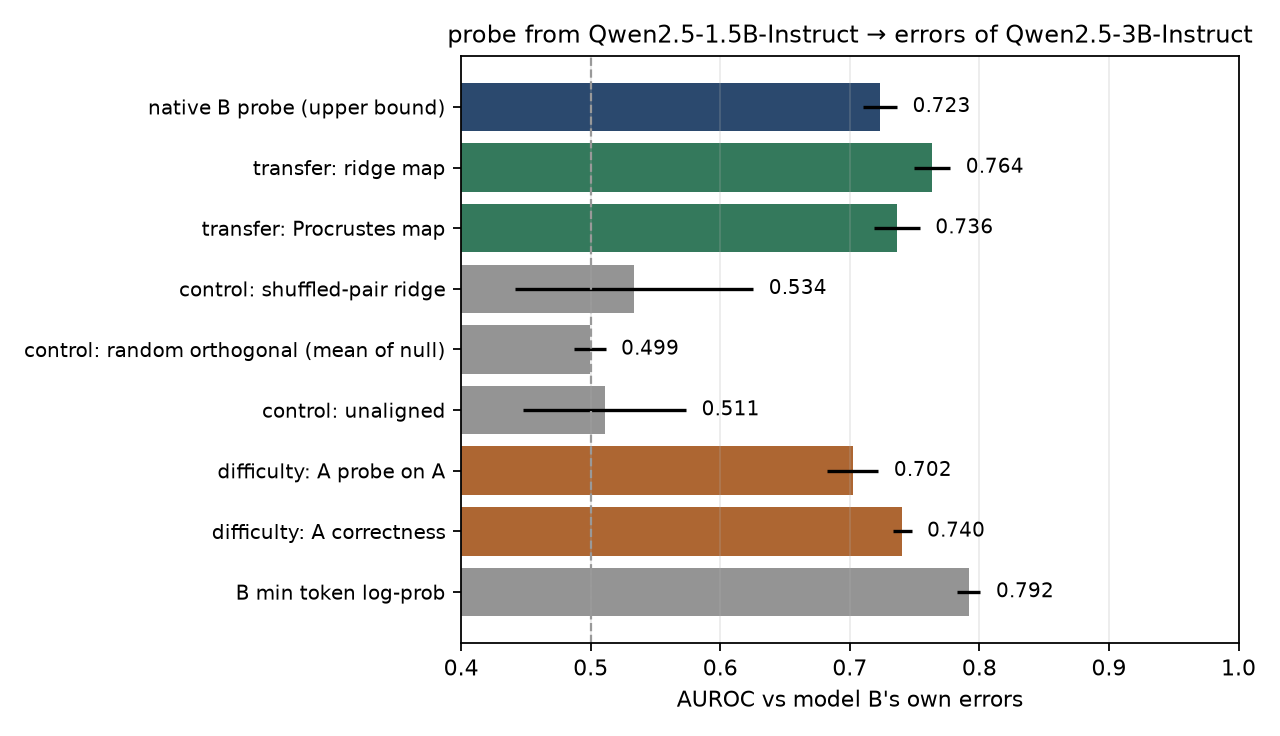 probe from Qwen2.5-1.5B-Instruct → errors of Qwen2.5-3B-Instruct
native B probe (upper bound) 0.723
transfer: ridge map 0.764
transfer: Procrustes map 0.736
control: shuffled-pair ridge 0.534
control: random orthogonal (mean of null) 0.499
control: unaligned 0.511
difficulty: A probe on A 0.702
difficulty: A correctness 0.740
B min token log-prob 0.792
0.4 0.5 0.6 0.7 0.8 0.9 1.0
AUROC vs model B's own errors